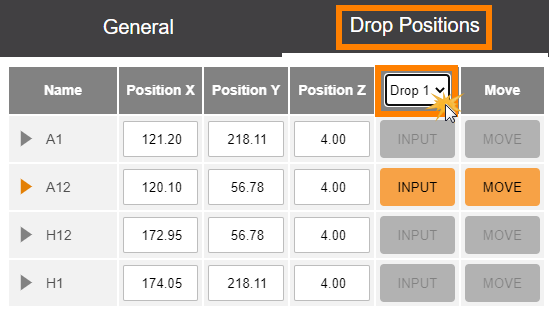 General Drop Positions
Name Position X Position Y Position Z Drop 1 Move
A1 121.20 218.11 4.00 INPUT MOVE
A12 120.10 56.78 4.00 INPUT MOVE
H12 172.95 56.78 4.00 INPUT MOVE
H1 174.05 218.11 4.00 INPUT MOVE